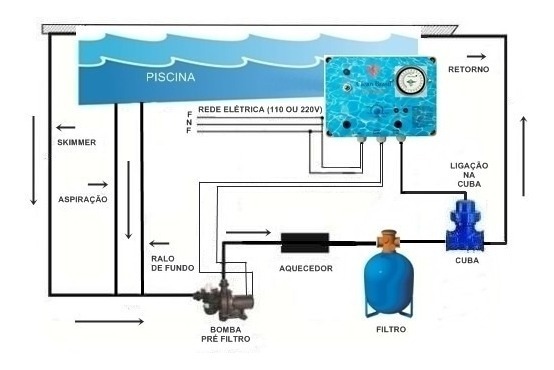 PISCINA
RETORNO
REDE ELÉTRICA (110 OU 220V)
F
N
F
SKIMMER
LIGAÇÃO
NA
CUBA
ASPIRAÇÃO
RALO
DE FUNDO
AQUECEDOR
CUBA
BOMBA
PRÉ FILTRO
FILTRO